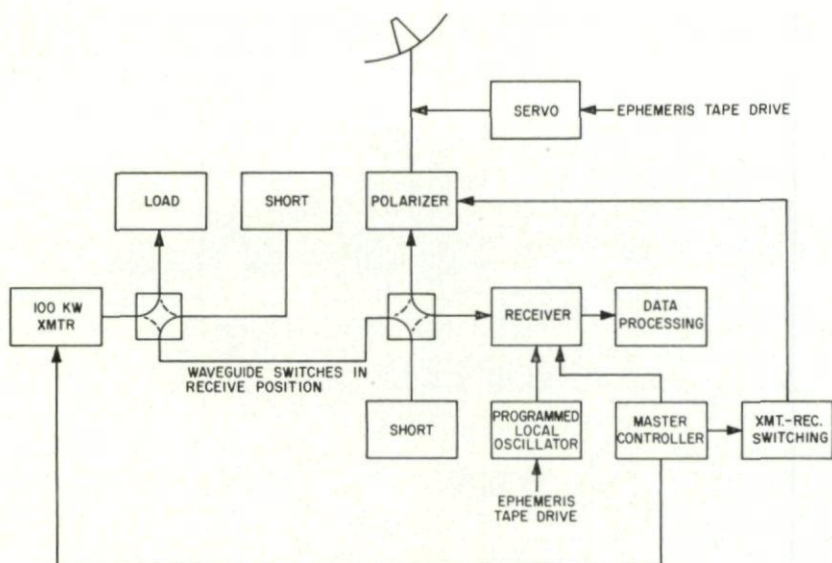 SERVO
EPHEMERIS TAPE DRIVE
LOAD
SHORT
POLARIZER
100 KW
XMTR
RECEIVER
DATA
PROCESSING
WAVEGUIDE SWITCHES IN
RECEIVE POSITION
SHORT
PROGRAMMED
LOCAL
OSCILLATOR
MASTER
CONTROLLER
XMT.-REC.
SWITCHING
EPHEMERIS
TAPE DRIVE